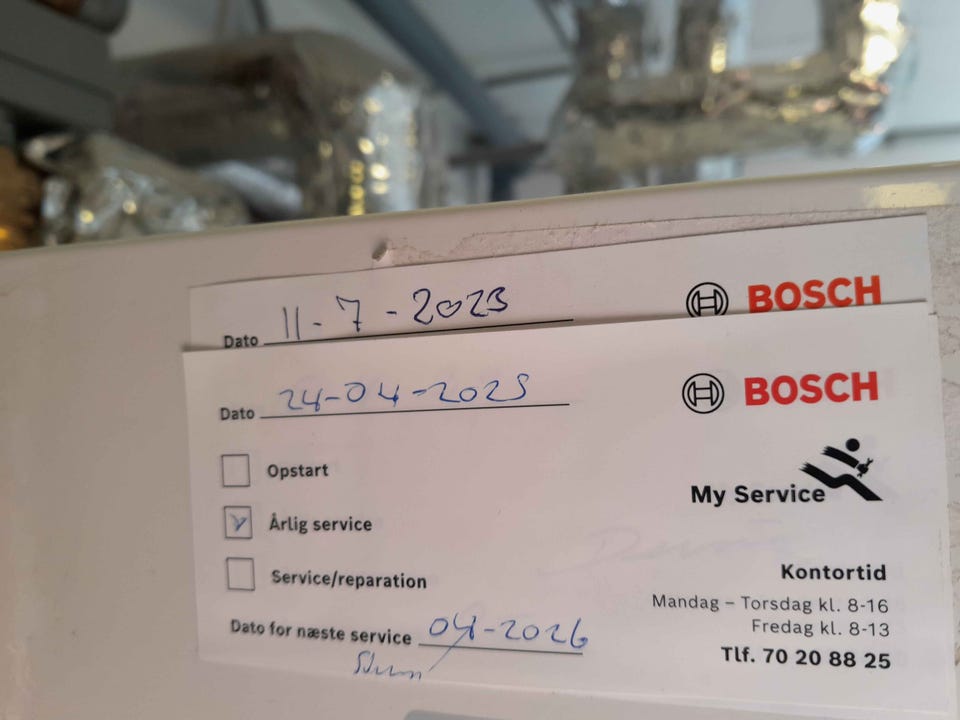 Dato 11-7-2023
BOSCH
Dato 24-04-2025
BOSCH
Opstart
Årlig service
Service/reparation
My Service
Kontortid
Mandag – Torsdag kl. 8-16
Fredag kl. 8-13
Tlf. 70 20 88 25
Dato for næste service 04-2026